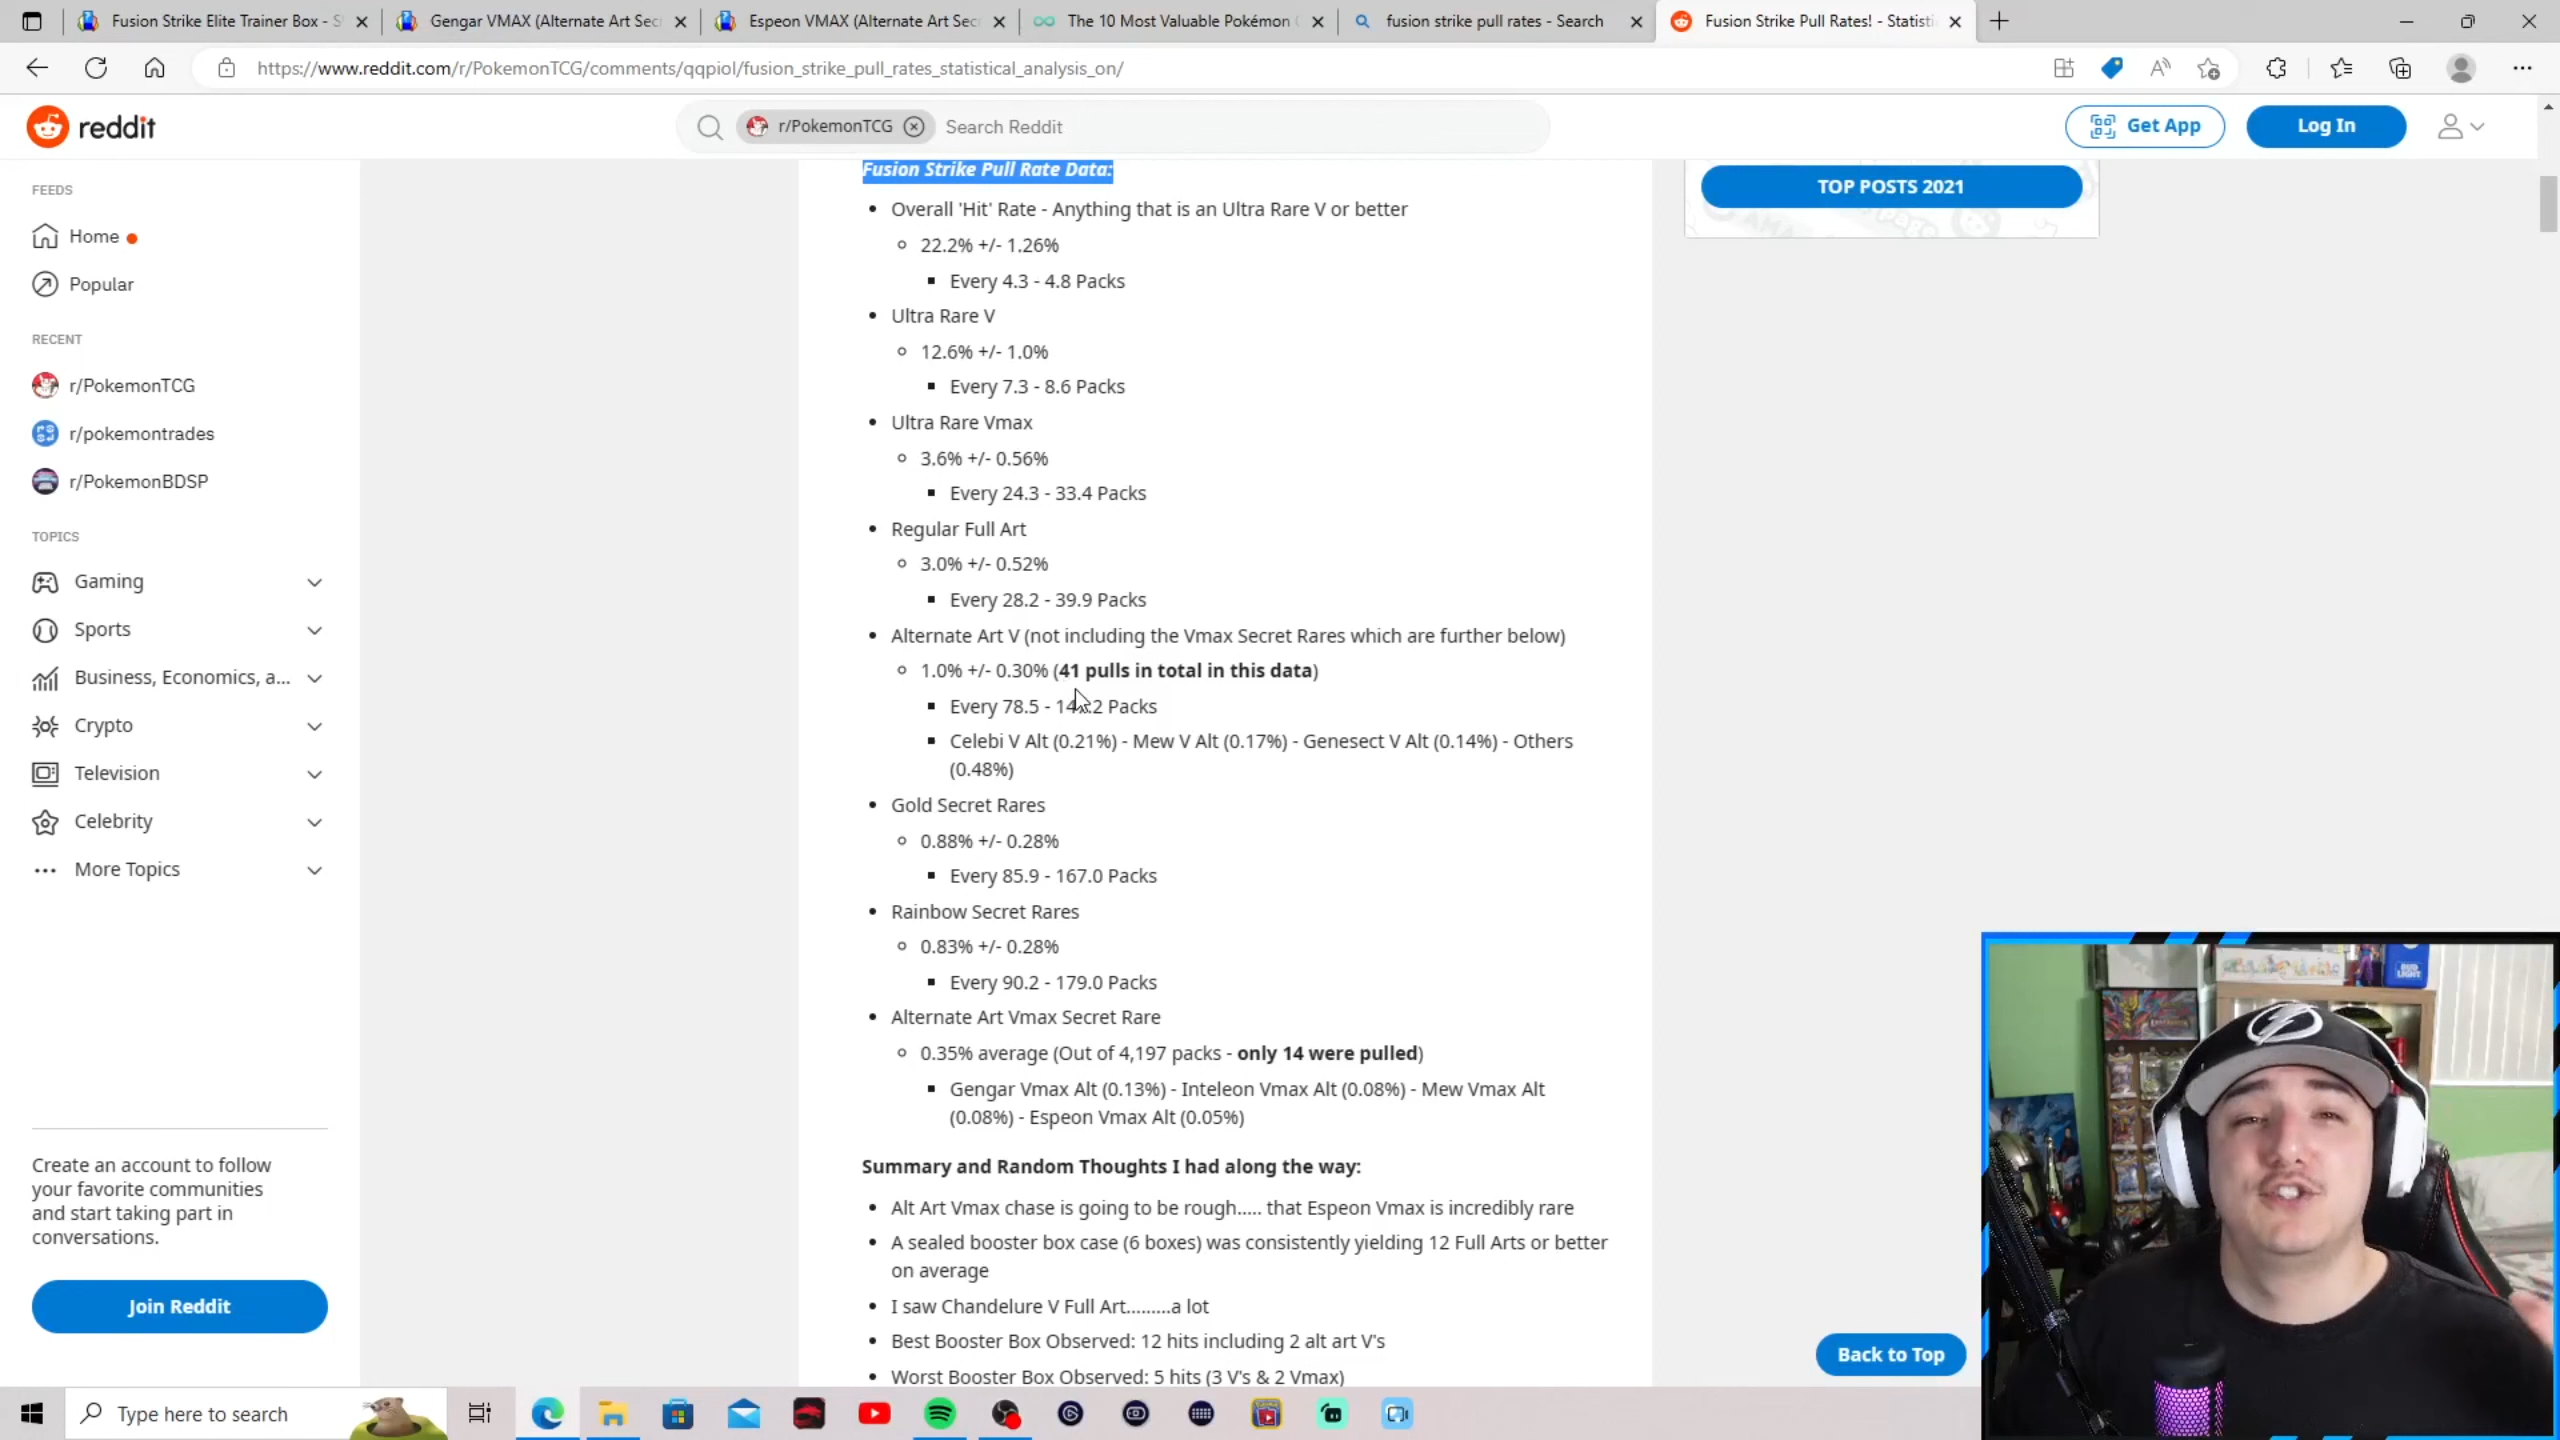 Fusion Strike Elite Trainer Box - S
Gengar VMAX (Alternate Art Sec
Espeon VMAX (Alternate Art Sec
The 10 Most Valuable Pokémon
fusion strike pull rates - Search
Fusion Strike Pull Rates! - Statisti
https://www.reddit.com/r/PokemonTCG/comments/qqpiol/fusion_strike_pull_rates_statistical_analysis_on/
reddit
r/PokemonTCG
Search Reddit
Get App
Log In
FEEDS
Home
Popular
RECENT
r/PokemonTCG
r/pokemontrades
r/PokemonBDSP
TOPICS
Gaming
Sports
Business, Economics, a...
Crypto
Television
Celebrity
More Topics
Create an account to follow
your favorite communities
and start taking part in
conversations.
Join Reddit
Fusion Strike Pull Rate Data:
Overall 'Hit' Rate - Anything that is an Ultra Rare V or better
22.2% +/- 1.26%
Every 4.3 - 4.8 Packs
Ultra Rare V
12.6% +/- 1.0%
Every 7.3 - 8.6 Packs
Ultra Rare Vmax
3.6% +/- 0.56%
Every 24.3 - 33.4 Packs
Regular Full Art
3.0% +/- 0.52%
Every 28.2 - 39.9 Packs
Alternate Art V (not including the Vmax Secret Rares which are further below)
1.0% +/- 0.30% (41 pulls in total in this data)
Every 78.5 - Packs
Celebi V Alt (0.21%) - Mew V Alt (0.17%) - Genesect V Alt (0.14%) - Others
(0.48%)
Gold Secret Rares
0.88% +/- 0.28%
Every 85.9 - 167.0 Packs
Rainbow Secret Rares
0.83% +/- 0.28%
Every 90.2 - 179.0 Packs
Alternate Art Vmax Secret Rare
0.35% average (Out of 4,197 packs - only 14 were pulled)
Gengar Vmax Alt (0.13%) - Inteleon Vmax Alt (0.08%) - Mew Vmax Alt
(0.08%) - Espeon Vmax Alt (0.05%)
Summary and Random Thoughts I had along the way:
Alt Art Vmax chase is going to be rough..... that Espeon Vmax is incredibly rare
A sealed booster box case (6 boxes) was consistently yielding 12 Full Arts or better
on average
I saw Chandelure V Full Art.........a lot
Best Booster Box Observed: 12 hits including 2 alt art V's
Worst Booster Box Observed: 5 hits (3 V's & 2 Vmax)
TOP POSTS 2021
Back to Top
BUD
LIGHT
Type here to search